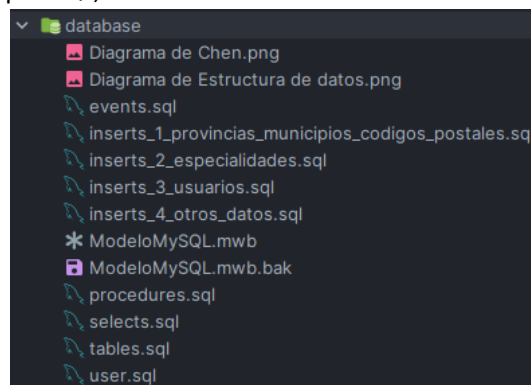 database
Diagrama de Chen.png
Diagrama de Estructura de datos.png
events.sql
inserts_1_provincias_municipios_codigos_postales.sq
inserts_2_especialidades.sql
inserts_3_usuarios.sql
inserts_4_otros_datos.sql
ModeloMySQL.mwb
ModeloMySQL.mwb.bak
procedures.sql
selects.sql
tables.sql
user.sql